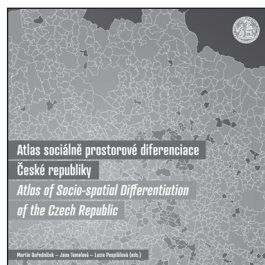 Atlas sociálně prostorové diferenciace
České republiky
Atlas of Socio-spatial Differentiation
of the Czech Republic
Martin Ouředníček – Jana Temelová – Lucie Pospíšilová (eds.)